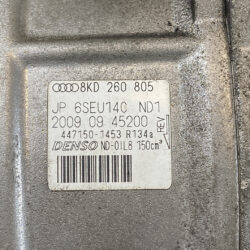 8KD 260 805
JP 6SEU14C ND1
2009 09 45200
HEV
447150-1453 R134a
DENSO ND-OIL8 150cm³